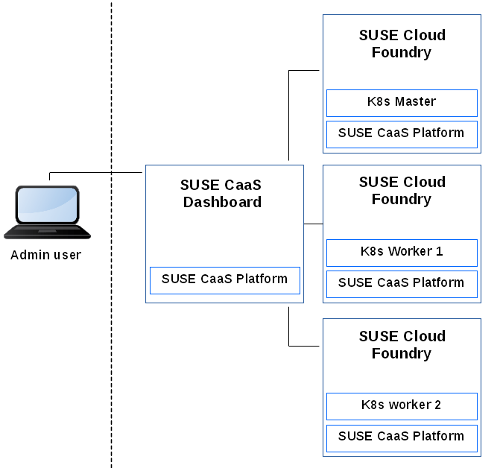 SUSE Cloud
Foundry
K8s Master
SUSE CaaS Platform
SUSE CaaS
Dashboard
SUSE CaaS Platform
Admin user
SUSE Cloud
Foundry
K8s Worker 1
SUSE CaaS Platform
SUSE Cloud
Foundry
K8s worker 2
SUSE CaaS Platform